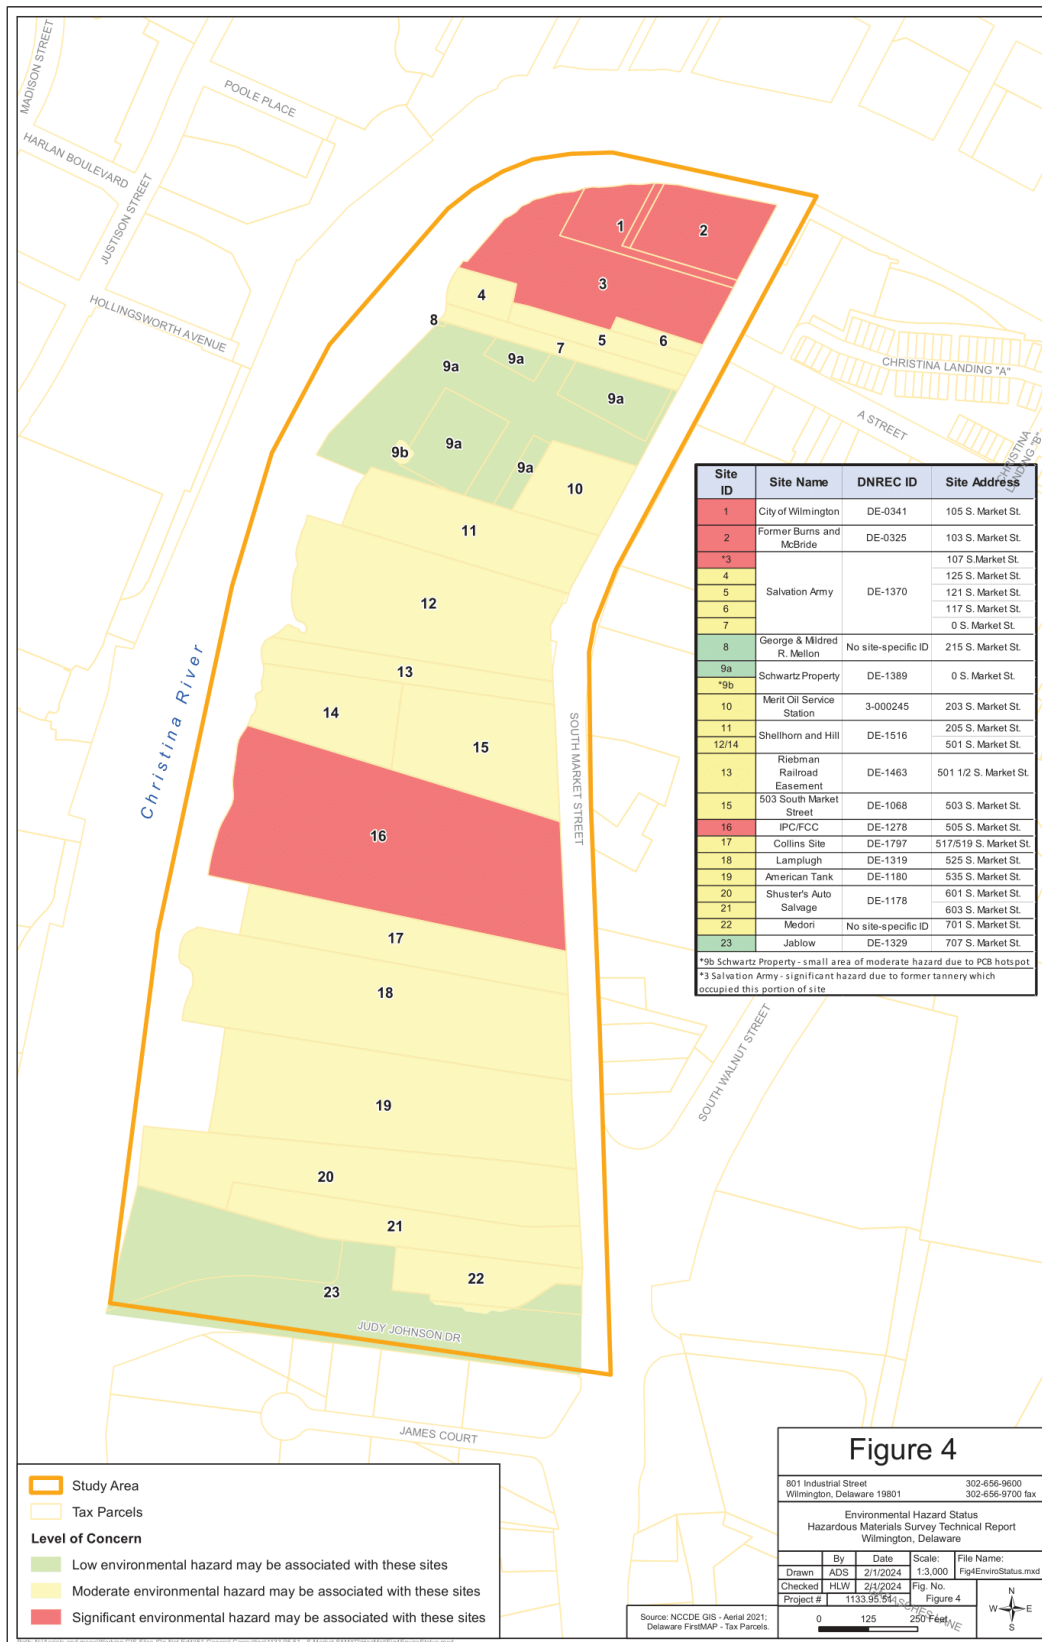 MADISON STREET
POOLE PLACE
HARLAN BOULEVARD
JUSTISON STREET
HOLLINGSWORTH AVENUE
1
2
3
4
8
5
6
7
9a
9a
9a
9a
9b
9a
10
11
12
13
14
15
16
17
18
19
20
21
22
23
CHRISTINA LANDING "A"
A STREET
CHRISTINA
LANDING "B"
Christina River
SOUTH MARKET STREET
SOUTH WALNUT STREET
JUDY JOHNSON DR
JAMES COURT
Site ID Site Name DNREC ID Site Address
1 City of Wilmington DE-0341 105 S. Market St.
2 Former Burns and McBride DE-0325 103 S. Market St.
*3 Salvation Army DE-1370 107 S.Market St.
4 125 S. Market St.
5 121 S. Market St.
6 117 S. Market St.
7 0 S. Market St.
8 George & Mildred R. Mellon No site-specific ID 215 S. Market St.
9a Schwartz Property DE-1389 0 S. Market St.
*9b
10 Merit Oil Service Station 3-000245 203 S. Market St.
11 Shellhorn and Hill DE-1516 205 S. Market St.
12/14 501 S. Market St.
13 Riebman Railroad Easement DE-1463 501 1/2 S. Market St.
15 503 South Market Street DE-1068 503 S. Market St.
16 IPC/FCC DE-1278 505 S. Market St.
17 Collins Site DE-1797 517/519 S. Market St.
18 Lamplugh DE-1319 525 S. Market St.
19 American Tank DE-1180 535 S. Market St.
20 Shuster's Auto Salvage DE-1178 601 S. Market St.
21 603 S. Market St.
22 Medori No site-specific ID 701 S. Market St.
23 Jablow DE-1329 707 S. Market St.
*9b Schwartz Property - small area of moderate hazard due to PCB hotspot
*3 Salvation Army - significant hazard due to former tannery which
occupied this portion of site
Study Area
Tax Parcels
Level of Concern
Low environmental hazard may be associated with these sites
Moderate environmental hazard may be associated with these sites
Significant environmental hazard may be associated with these sites
Figure 4
801 Industrial Street 302-656-9600
Wilmington, Delaware 19801 302-656-9700 fax
Environmental Hazard Status
Hazardous Materials Survey Technical Report
Wilmington, Delaware
By Date Scale: File Name:
Drawn ADS 2/1/2024 1:3,000 Fig4EnviroStatus.mxd
Checked HLW 2/1/2024 Fig. No.
Project # 1133.95.51 Figure 4
Source: NCCDE GIS - Aerial 2021;
Delaware FirstMAP - Tax Parcels.
0 125 250 Feet
N
W E
S